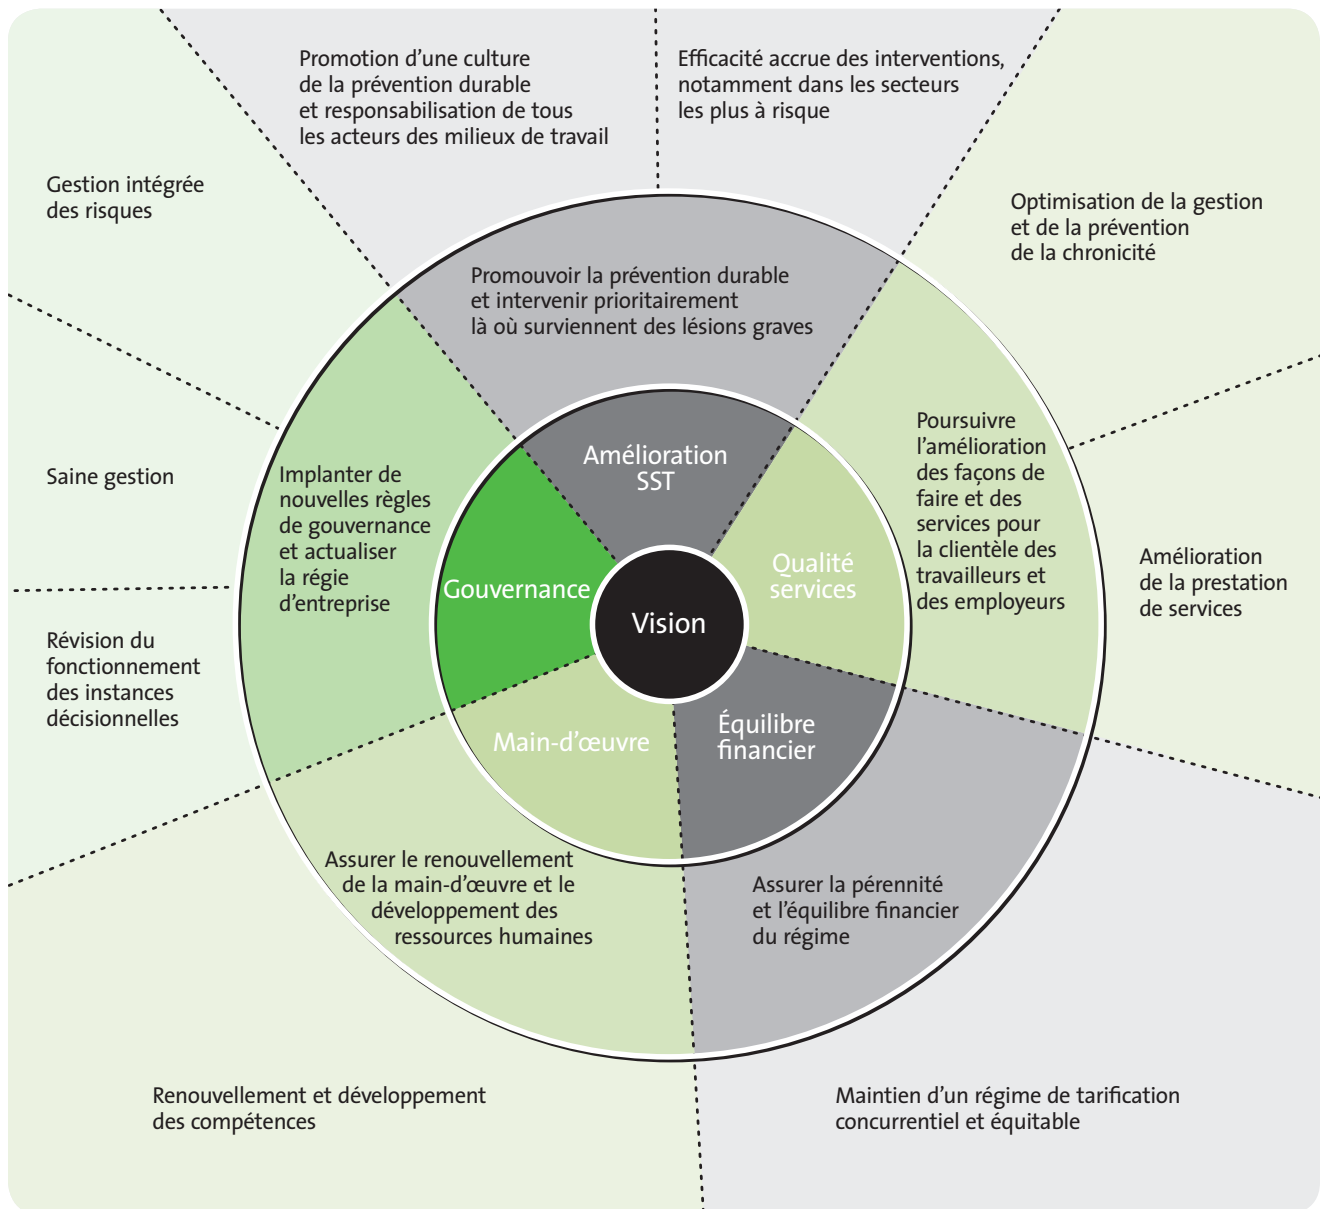 Promotion d’une culture
de la prévention durable
et responsabilisation de tous
les acteurs des milieux de travail
Efficacité accrue des interventions,
notamment dans les secteurs
les plus à risque
Gestion intégrée
des risques
Optimisation de la gestion
et de la prévention
de la chronicité
Promouvoir la prévention durable
et intervenir prioritairement
là où surviennent des lésions graves
Saine gestion
Implanter de
nouvelles règles
de gouvernance
et actualiser
la régie
d’entreprise
Amélioration
SST
Poursuivre
l’amélioration
des façons de
faire et des
services pour
la clientèle des
travailleurs et
des employeurs
Gouvernance
Vision
Qualité
services
Amélioration
de la prestation
de services
Révision du
fonctionnement
des instances
décisionnelles
Main-d’œuvre
Équilibre
financier
Assurer le renouvellement
de la main-d’œuvre et le
développement des
ressources humaines
Assurer la pérennité
et l’équilibre financier
du régime
Renouvellement et développement
des compétences
Maintien d’un régime de tarification
concurrentiel et équitable